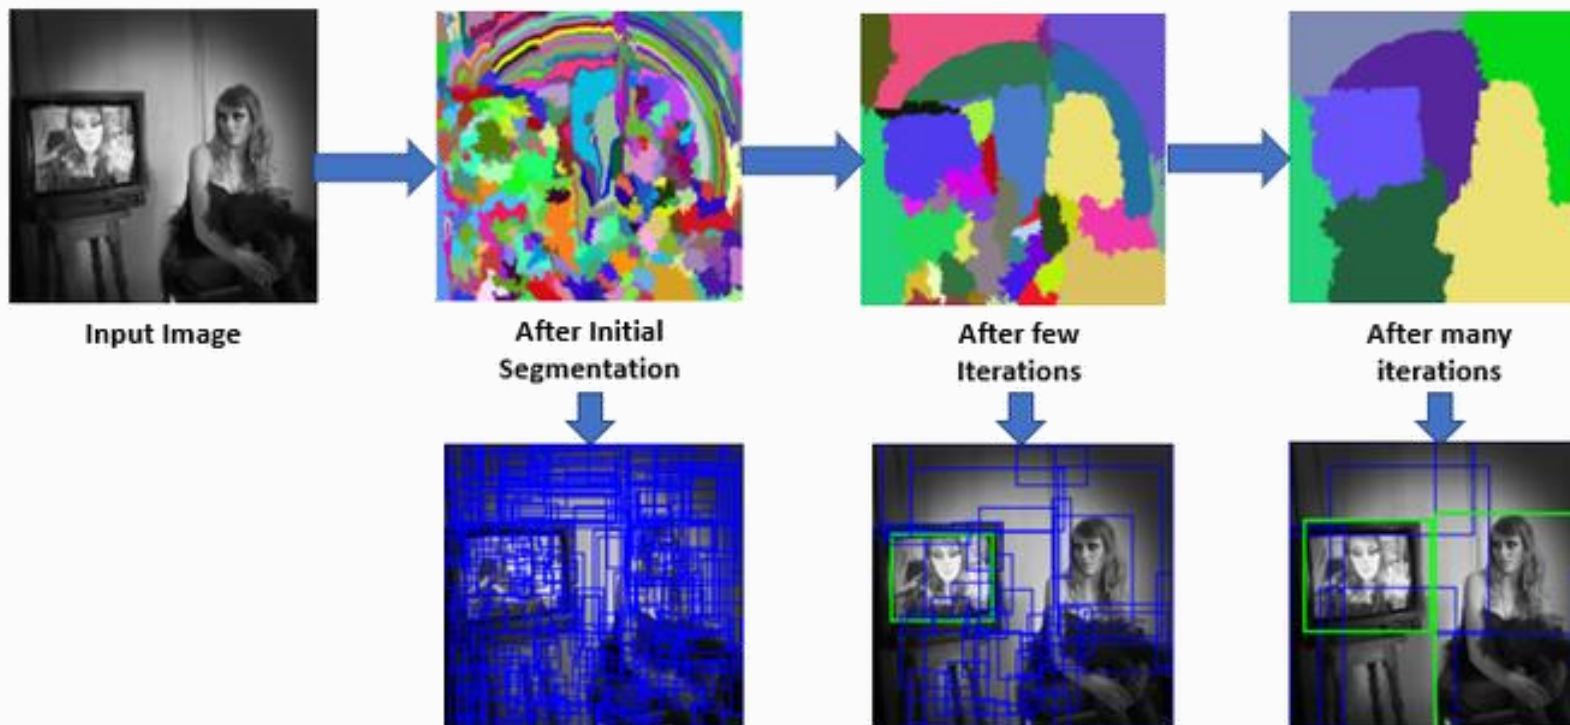 Input Image
After Initial
Segmentation
After few
Iterations
After many
iterations